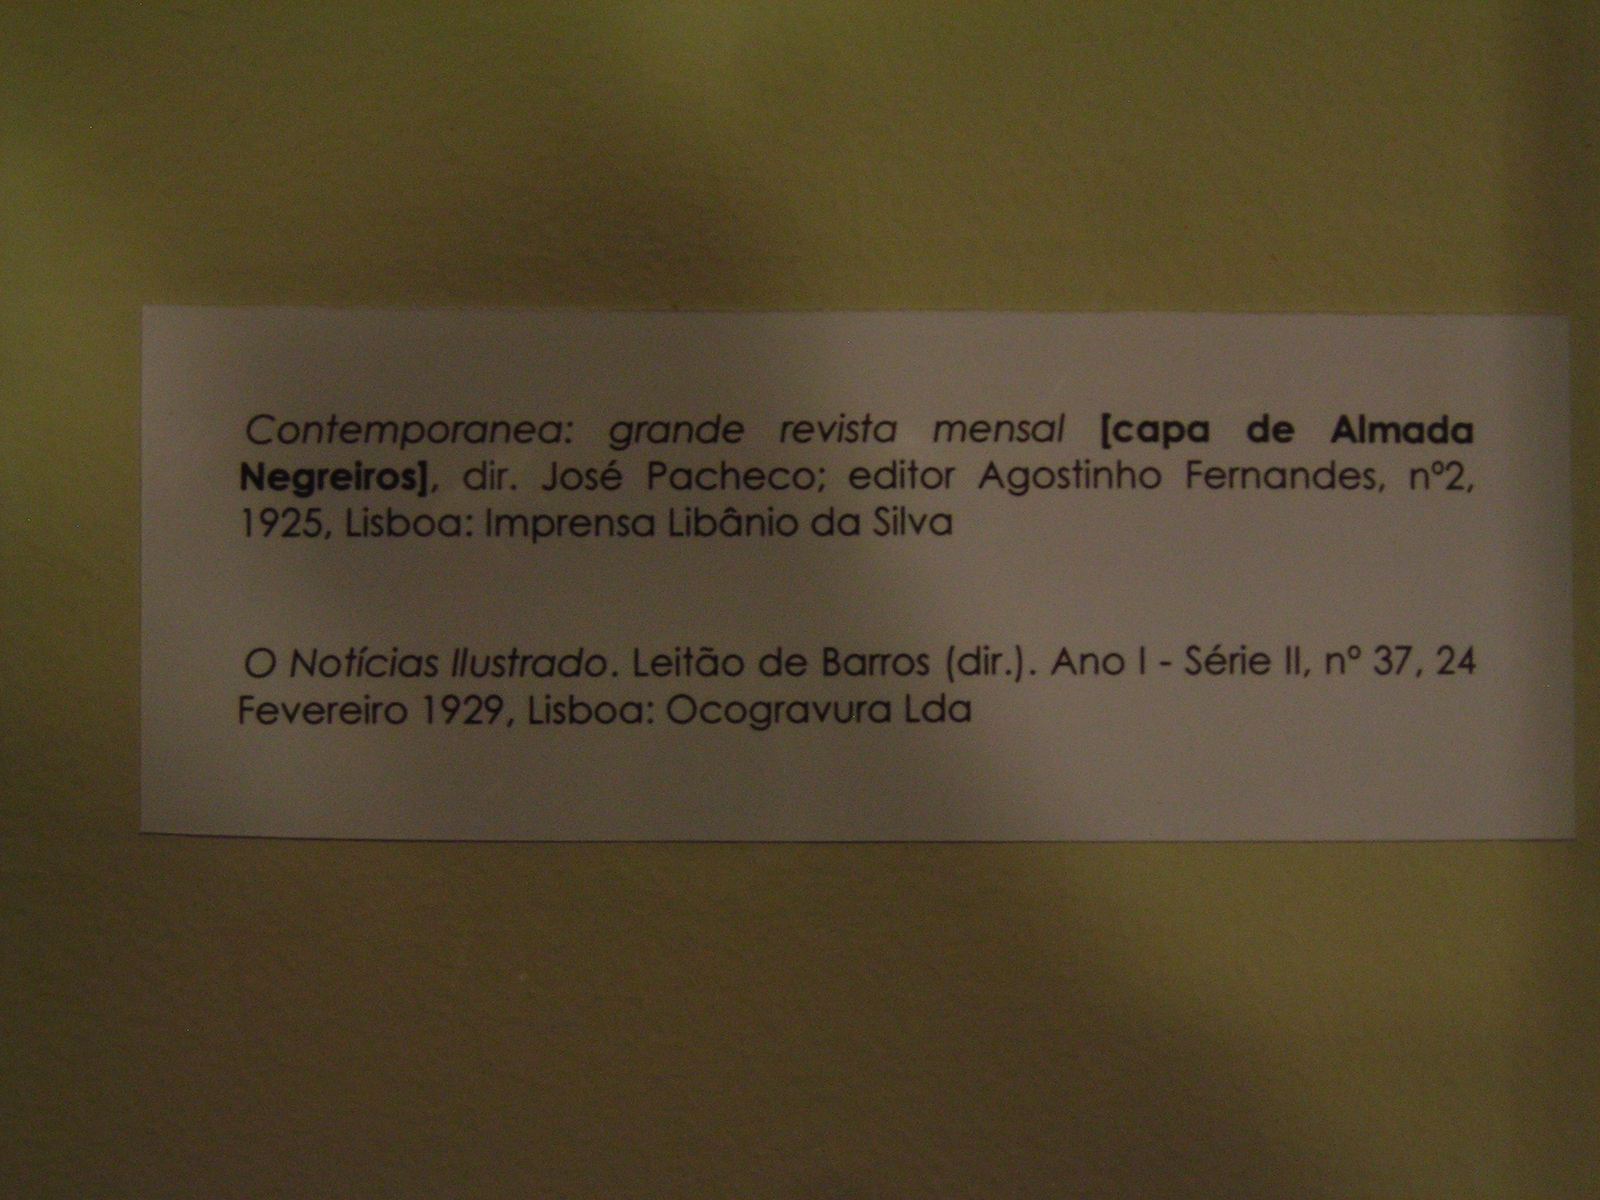 Contemporanea: grande revista mensal [capa de Almada
Negreiros], dir. José Pacheco; editor Agostinho Fernandes, nº2,
1925, Lisboa: Imprensa Libânio da Silva
O Notícias Ilustrado. Leitão de Barros (dir.). Ano I - Série II, nº 37, 24
Fevereiro 1929, Lisboa: Ocogravura Lda